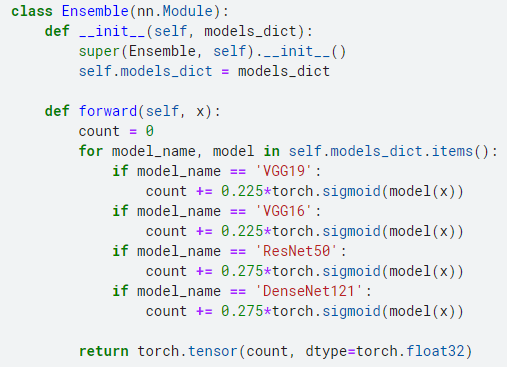 class Ensemble(nn.Module):
    def __init__(self, models_dict):
        super(Ensemble, self).__init__()
        self.models_dict = models_dict

    def forward(self, x):
        count = 0
        for model_name, model in self.models_dict.items():
            if model_name == 'VGG19':
                count += 0.225*torch.sigmoid(model(x))
            if model_name == 'VGG16':
                count += 0.225*torch.sigmoid(model(x))
            if model_name == 'ResNet50':
                count += 0.275*torch.sigmoid(model(x))
            if model_name == 'DenseNet121':
                count += 0.275*torch.sigmoid(model(x))

        return torch.tensor(count, dtype=torch.float32)